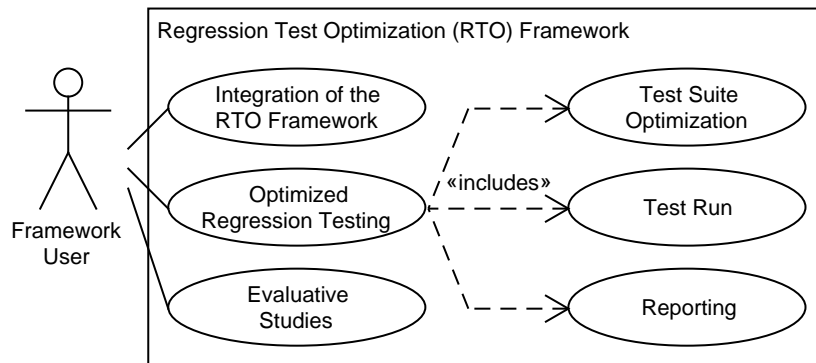 Regression Test Optimization (RTO) Framework
Integration of the
RTO Framework
Test Suite
Optimization
«includes»
Optimized
Regression Testing
Test Run
Framework
User
Evaluative
Studies
Reporting